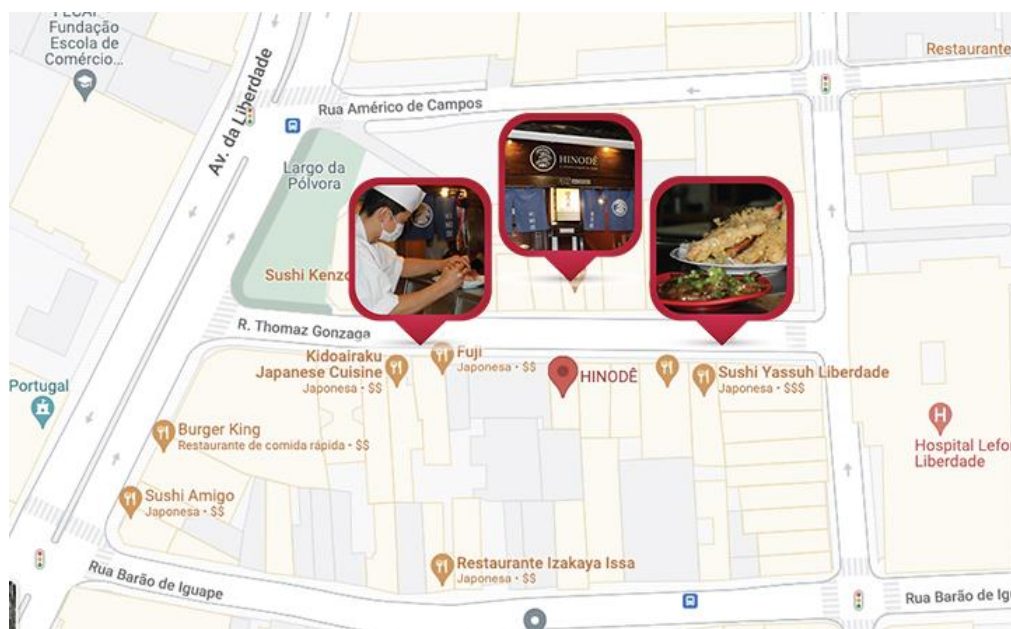 Fundação
Escola de
Comércio...
Av. da Liberdade
Rua Américo de Campos
Restaurante
Largo da
Pólvora
HINODÊ
Sushi Kenzo
R. Thomaz Gonzaga
Kidoairaku
Japanese Cuisine
Japonesa • $$
Fuji
Japonesa • $$
HINODÊ
Sushi Yassuh Liberdade
Japonesa • $$$
Portugal
Burger King
Restaurante de comida rápida • $$
H
Hospital Lefo
Liberdade
Sushi Amigo
Japonesa • $$
Restaurante Izakaya Issa
Japonesa • $$
Rua Barão de Iguape
Rua Barão de Ig